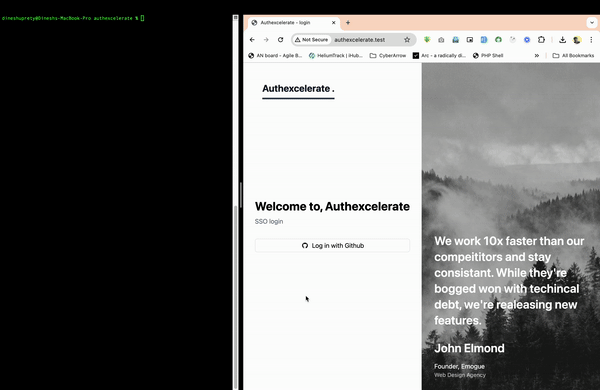 dineshuprety@Dineshs-MacBook-Pro authexcelerate %
Authexcelerate - login
Not Secure
authexcelerate.test
AN board - Agile B...
HeliumTrack | iHub...
CyberArrow
Arc - a radically di...
PHP Shell
All Bookmarks
Authexcelerate .
Welcome to, Authexcelerate
SSO login
Log in with Github
We work 10x faster than our
compeititors and stay
consistant. While they're
bogged won with techincal
debt, we're realeasing new
features.
John Elmond
Founder, Emogue
Web Design Agency